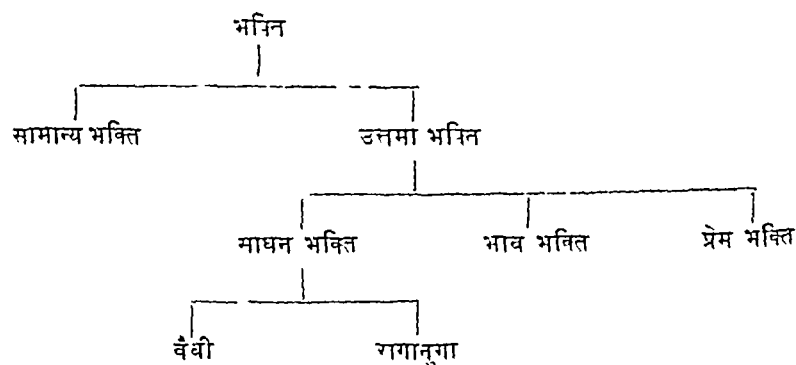 भक्ति
सामान्य भक्ति उत्तमा भक्ति
साधन भक्ति भाव भक्ति प्रेम भक्ति
वैधी रागानुगा